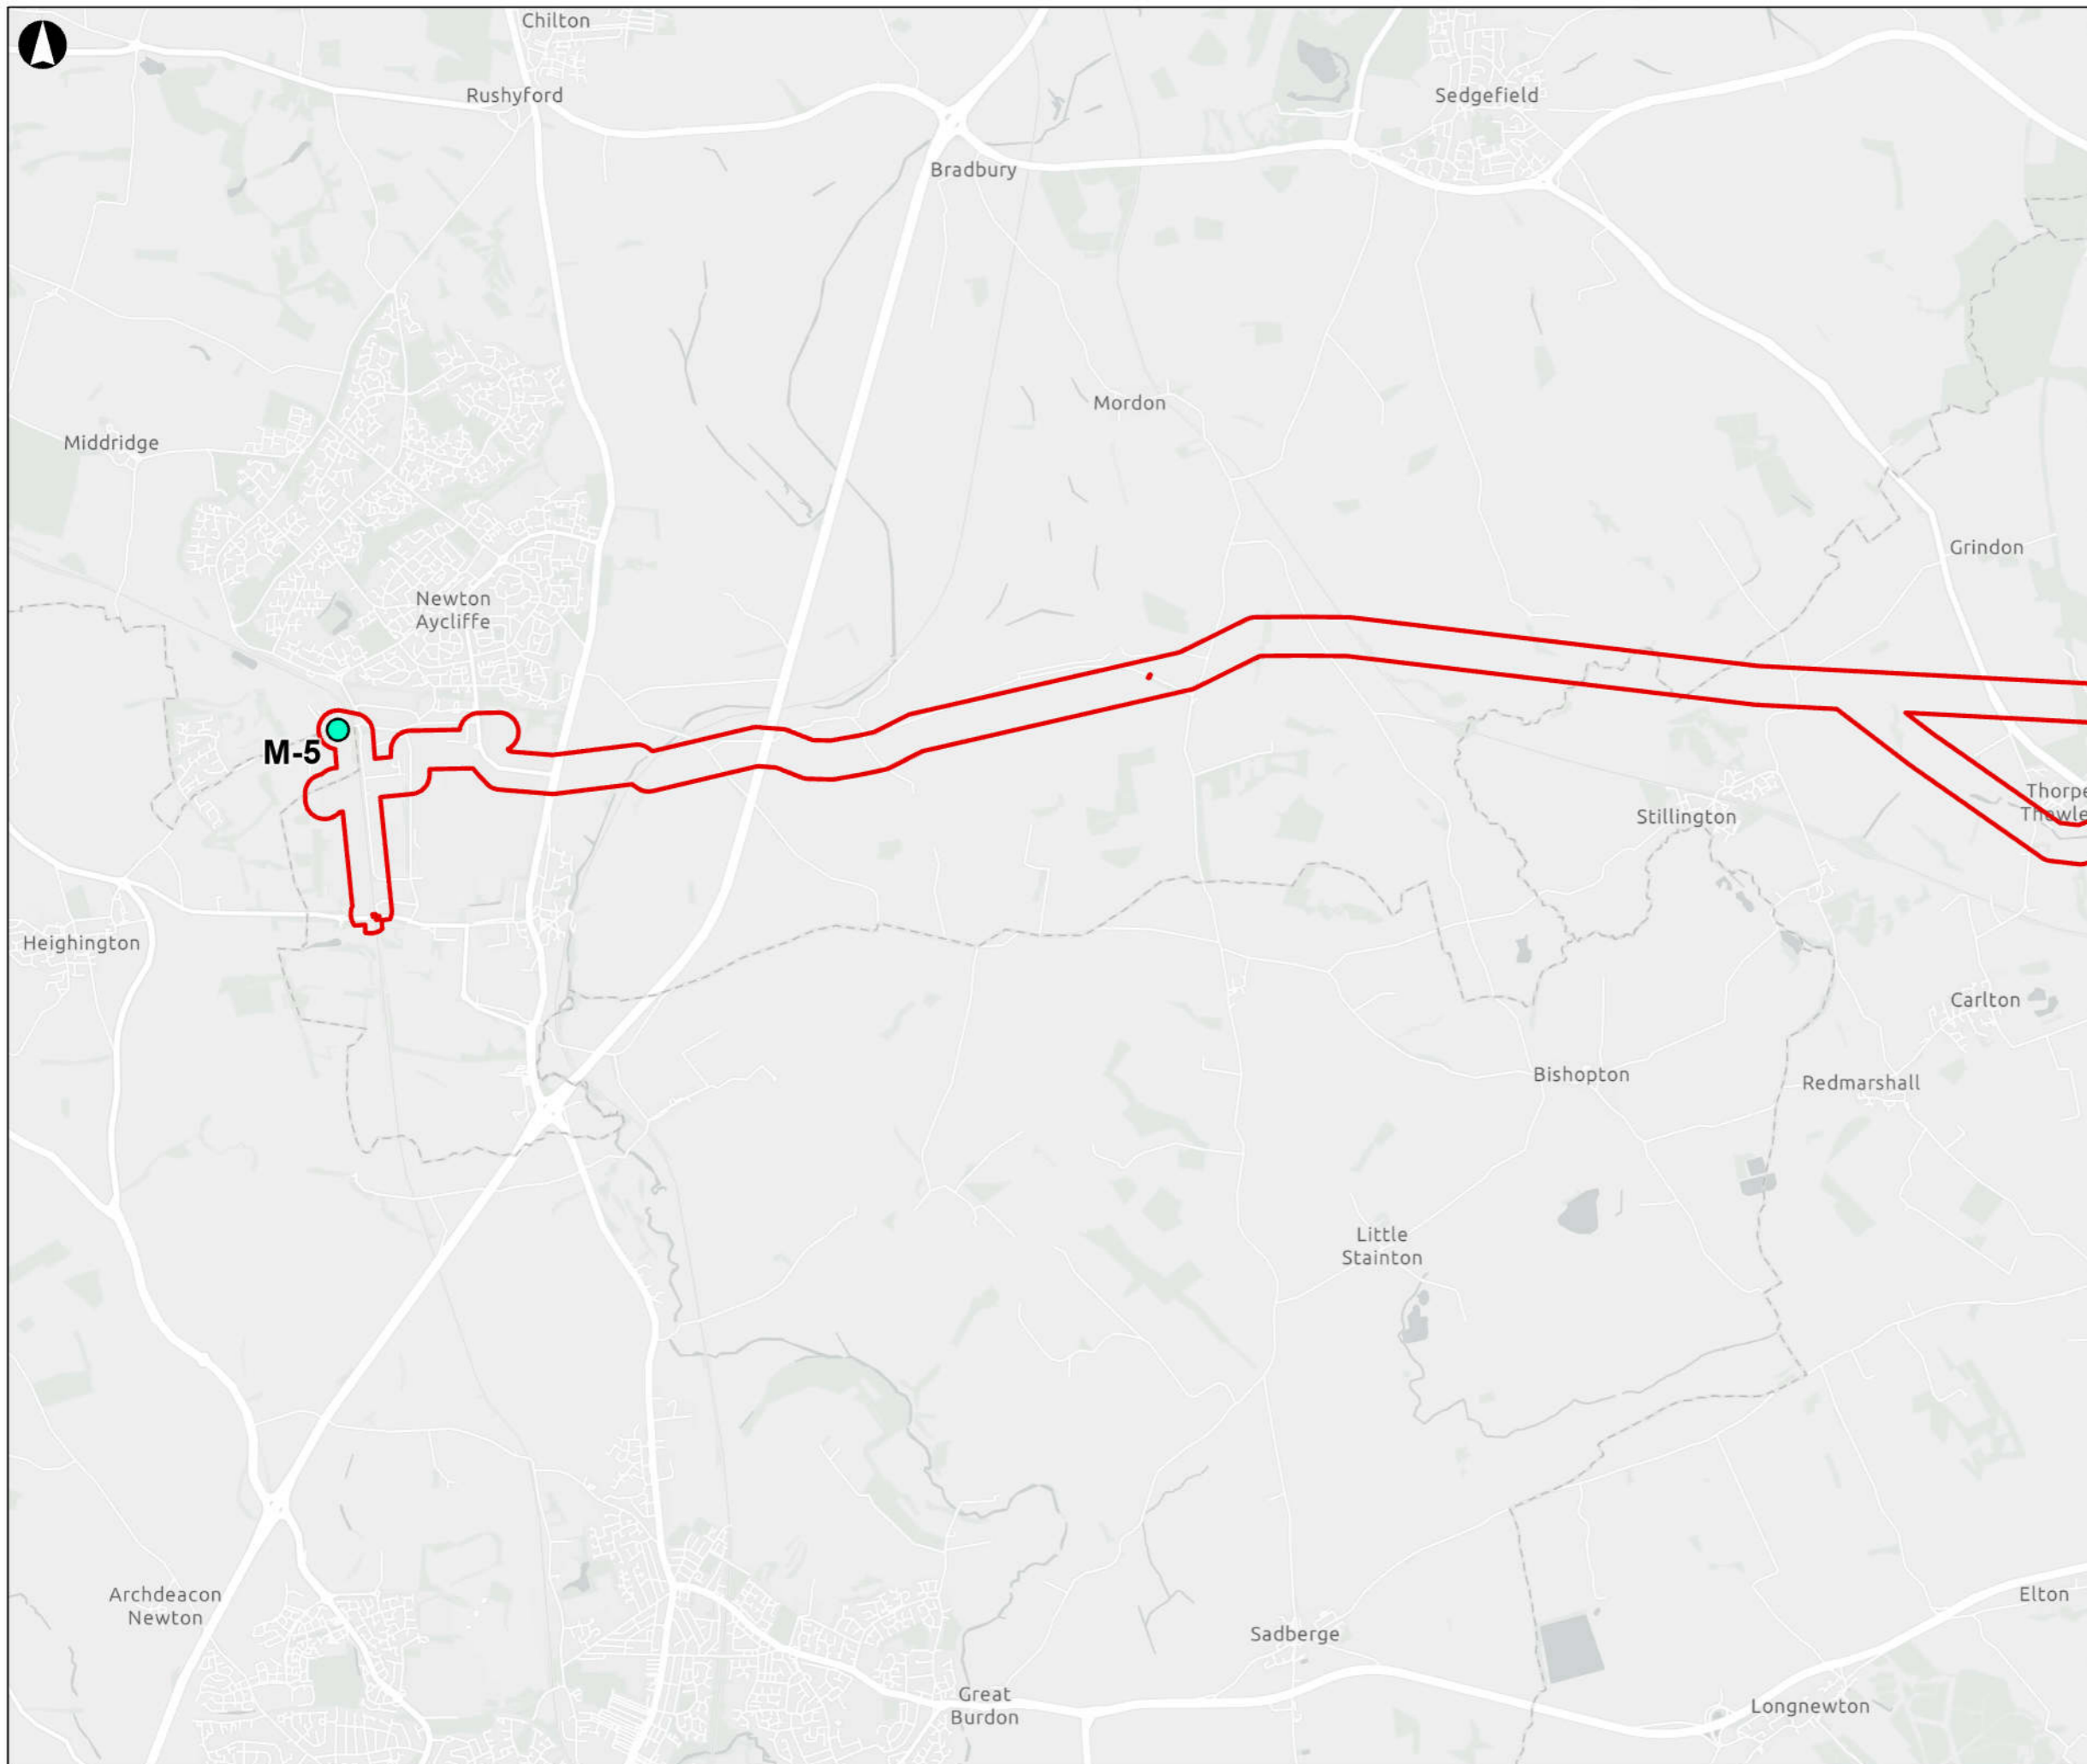 Chilton
Rushyford
Sedgefield
Bradbury
Mordon
Middridge
Grindon
Newton
Aycliffe
M-5
Thorpe
Thewle
Stillington
Heighington
Carlton
Bishopton
Redmarshall
Little
Stainton
Archdeacon
Newton
Elton
Sadberge
Great
Burdon
Longnewton